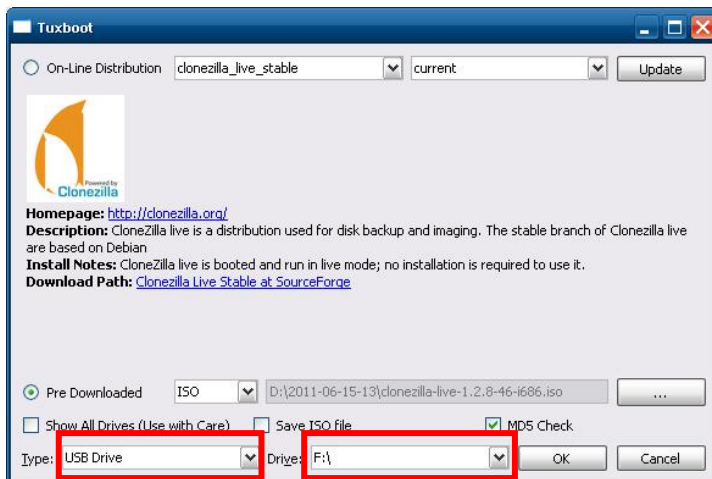 Tuxboot
On-Line Distribution clonezilla_live_stable current Update
Powered by
Clonezilla
Homepage: http://clonezilla.org/
Description: CloneZilla live is a distribution used for disk backup and imaging. The stable branch of Clonezilla live
are based on Debian
Install Notes: CloneZilla live is booted and run in live mode; no installation is required to use it.
Download Path: Clonezilla Live Stable at SourceForge
Pre Downloaded ISO D:\2011-06-15-13\clonezilla-live-1.2.8-46-i686.iso ...
Show All Drives (Use with Care) Save ISO file MD5 Check
Type: USB Drive Drive: F:\ OK Cancel